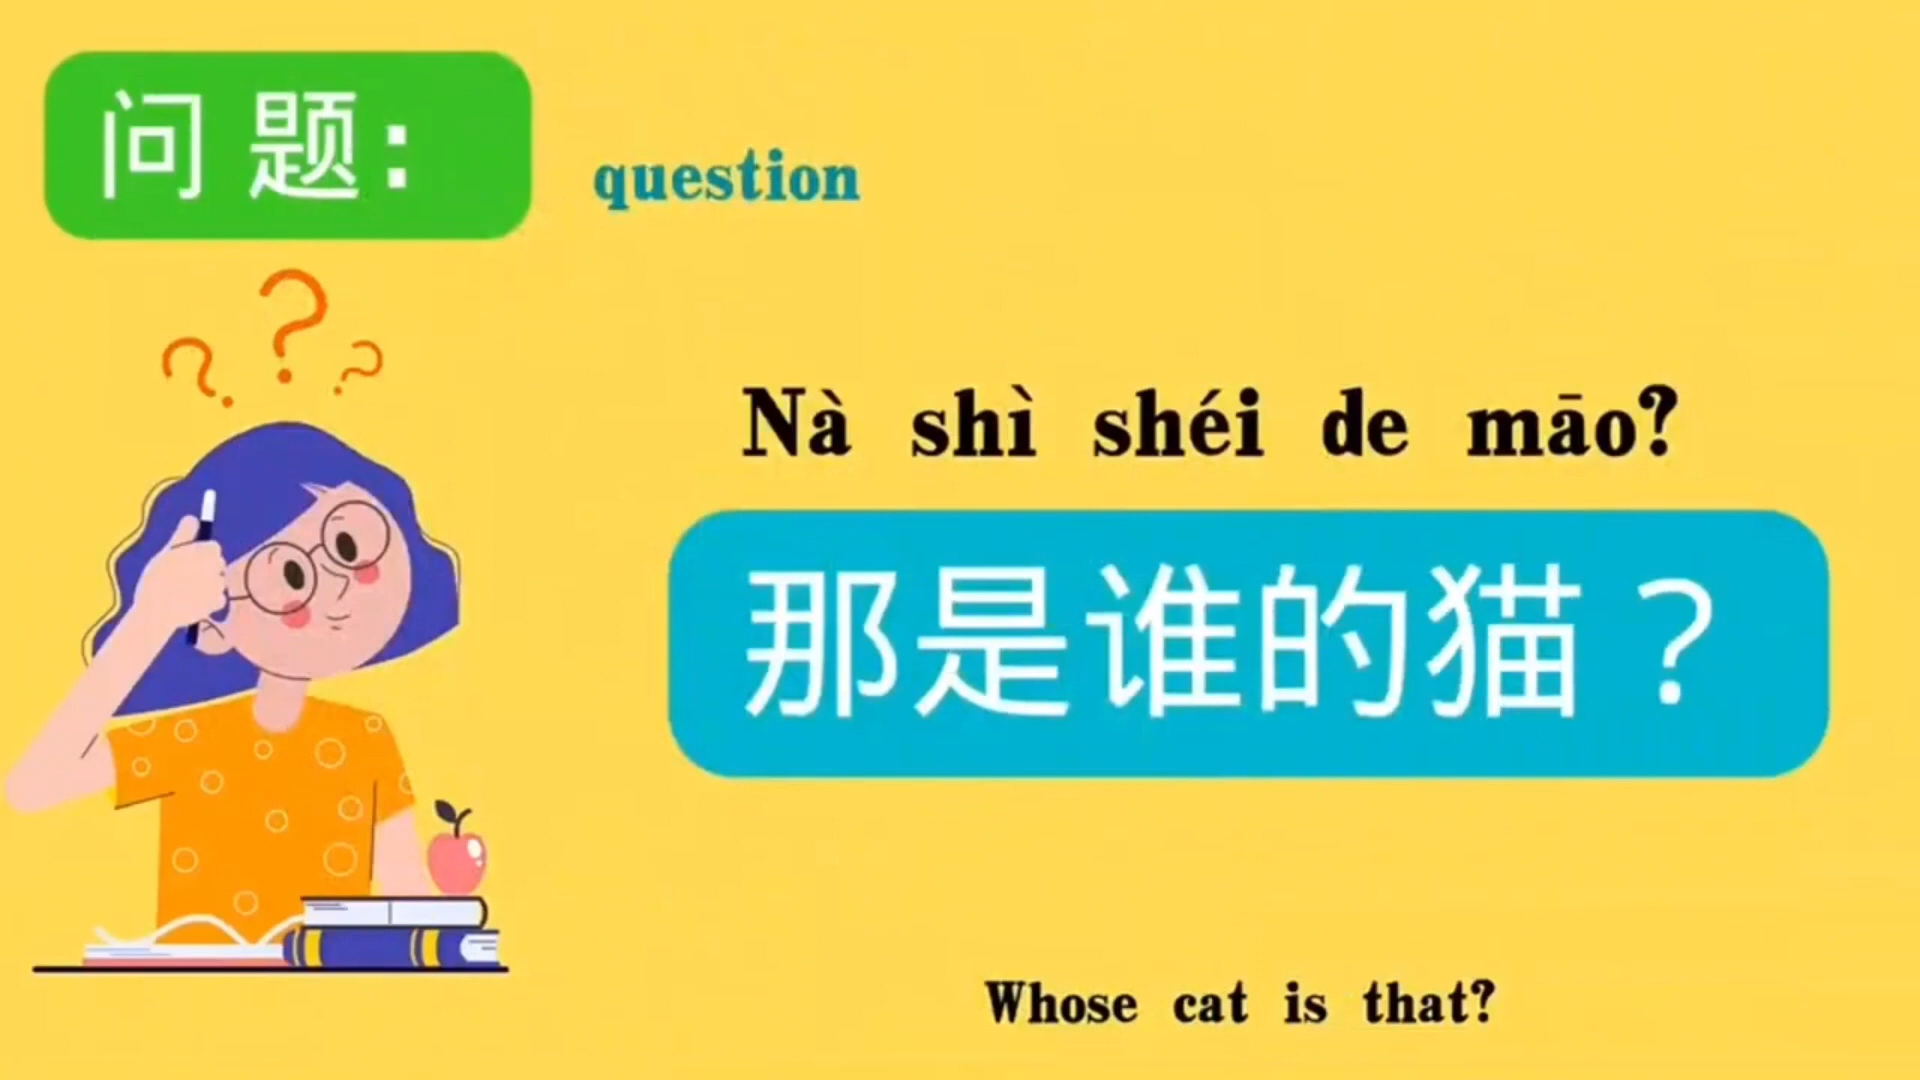 问题:
question
Nà shì shéi de māo?
那是谁的猫？
Whose cat is that?